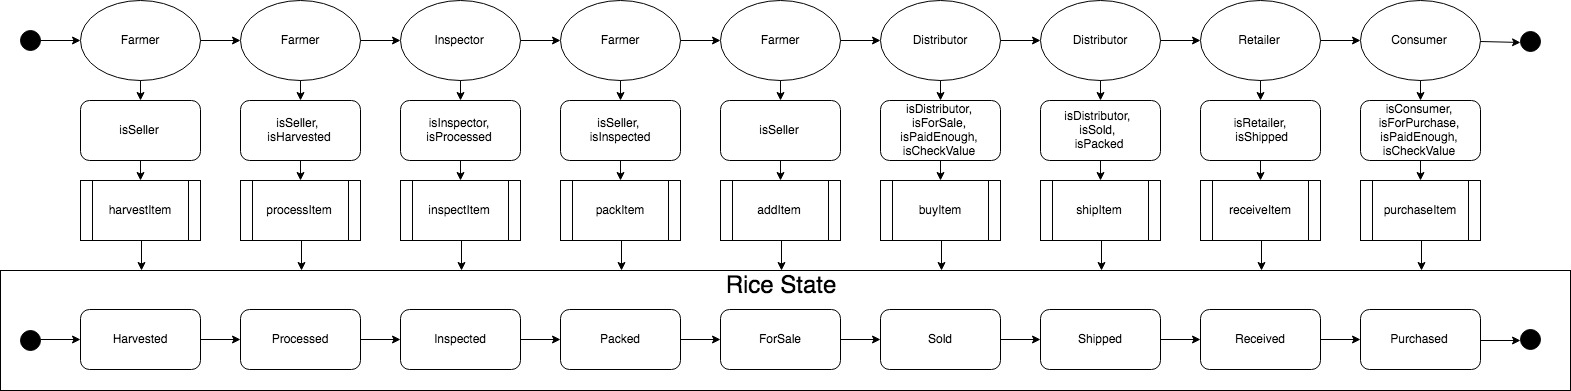 Farmer
Farmer
Inspector
Farmer
Farmer
Distributor
Distributor
Retailer
Consumer
isSeller
isSeller,
isHarvested
isInspector,
isProcessed
isSeller,
isInspected
isSeller
isDistributor,
isForSale,
isPaidEnough,
isCheckValue
isDistributor,
isSold,
isPacked
isRetailer,
isShipped
isConsumer,
isForPurchase,
isPaidEnough,
isCheckValue
harvestItem
processItem
inspectItem
packItem
addItem
buyItem
shipItem
receiveItem
purchaseItem
Rice State
Harvested
Processed
Inspected
Packed
ForSale
Sold
Shipped
Received
Purchased